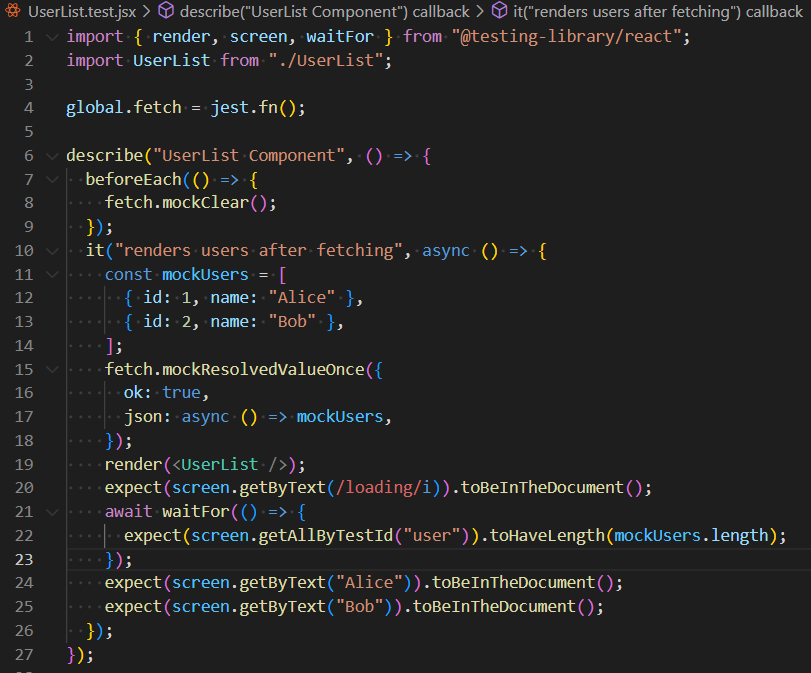 UserList.test.jsx > describe("UserList Component") callback > it("renders users after fetching") callback
1 import { render, screen, waitFor } from "@testing-library/react";
2 import UserList from "./UserList";
3
4 global.fetch = jest.fn();
5
6 describe("UserList Component", () => {
7   beforeEach(() => {
8     fetch.mockClear();
9   });
10   it("renders users after fetching", async () => {
11     const mockUsers = [
12       { id: 1, name: "Alice" },
13       { id: 2, name: "Bob" },
14     ];
15     fetch.mockResolvedValueOnce({
16       ok: true,
17       json: async () => mockUsers,
18     });
19     render(<UserList />);
20     expect(screen.getByText(/loading/i)).toBeInTheDocument();
21     await waitFor(() => {
22       expect(screen.getAllByTestId("user")).toHaveLength(mockUsers.length);
23     });
24     expect(screen.getByText("Alice")).toBeInTheDocument();
25     expect(screen.getByText("Bob")).toBeInTheDocument();
26   });
27 });